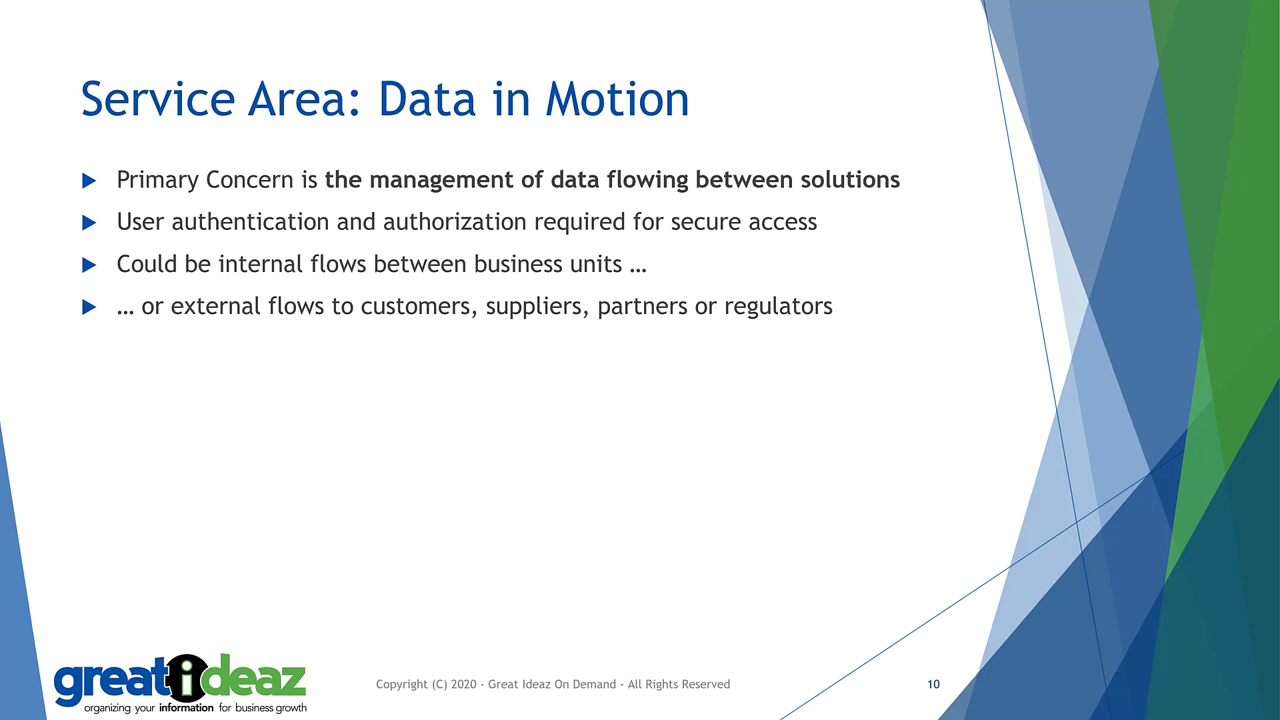 Service Area: Data in Motion
Primary Concern is the management of data flowing between solutions
User authentication and authorization required for secure access
Could be internal flows between business units …
… or external flows to customers, suppliers, partners or regulators
greatideaz
organizing your information for business growth
Copyright (C) 2020 - Great Ideaz On Demand - All Rights Reserved
10